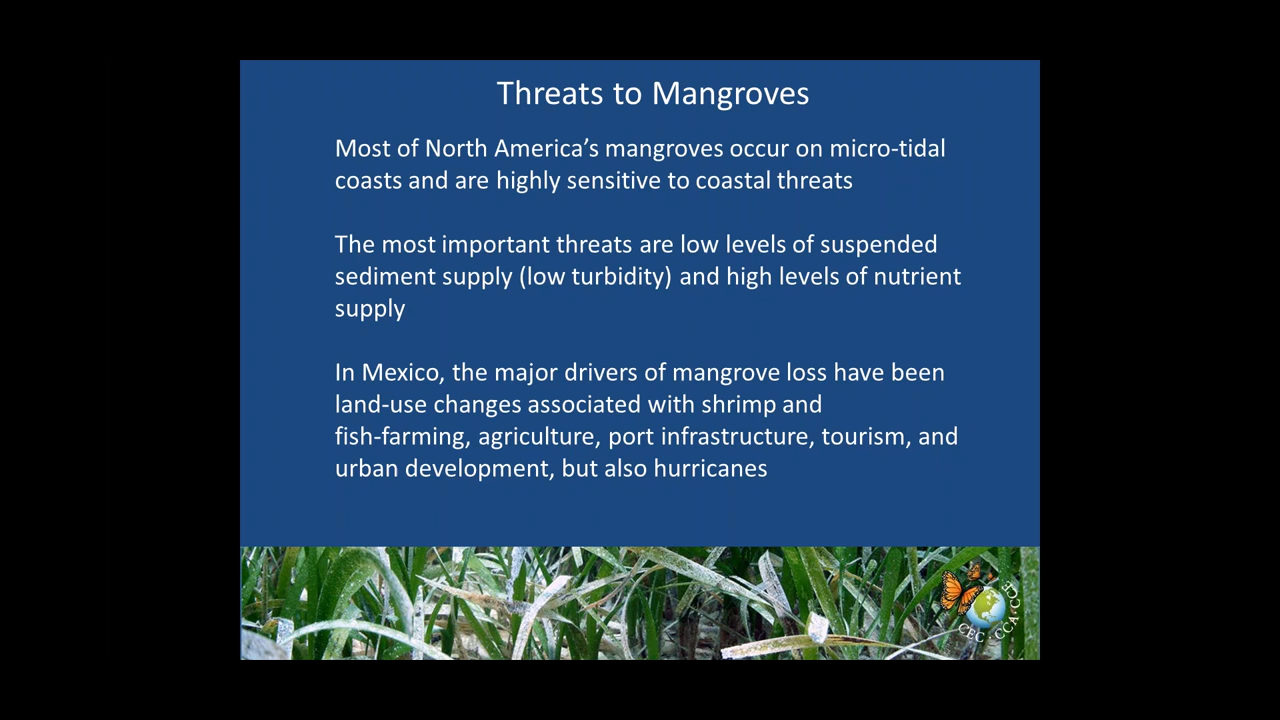 Threats to Mangroves
Most of North America’s mangroves occur on micro-tidal
coasts and are highly sensitive to coastal threats
The most important threats are low levels of suspended
sediment supply (low turbidity) and high levels of nutrient
supply
In Mexico, the major drivers of mangrove loss have been
land-use changes associated with shrimp and
fish-farming, agriculture, port infrastructure, tourism, and
urban development, but also hurricanes
CEC · CCA · CCE